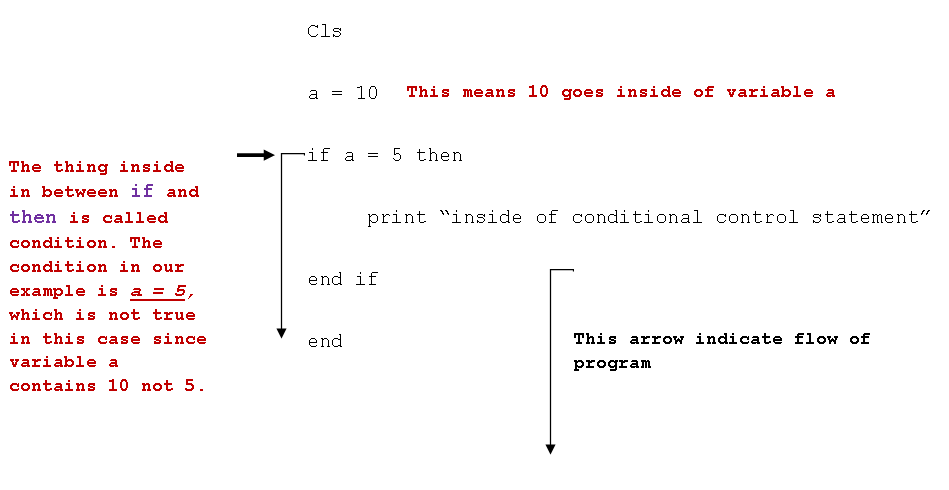 Cls
a = 10 This means 10 goes inside of variable a
if a = 5 then
print “inside of conditional control statement”
end if
end
The thing inside
in between if and
then is called
condition. The
condition in our
example is a = 5,
which is not true
in this case since
variable a
contains 10 not 5.
This arrow indicate flow of
program